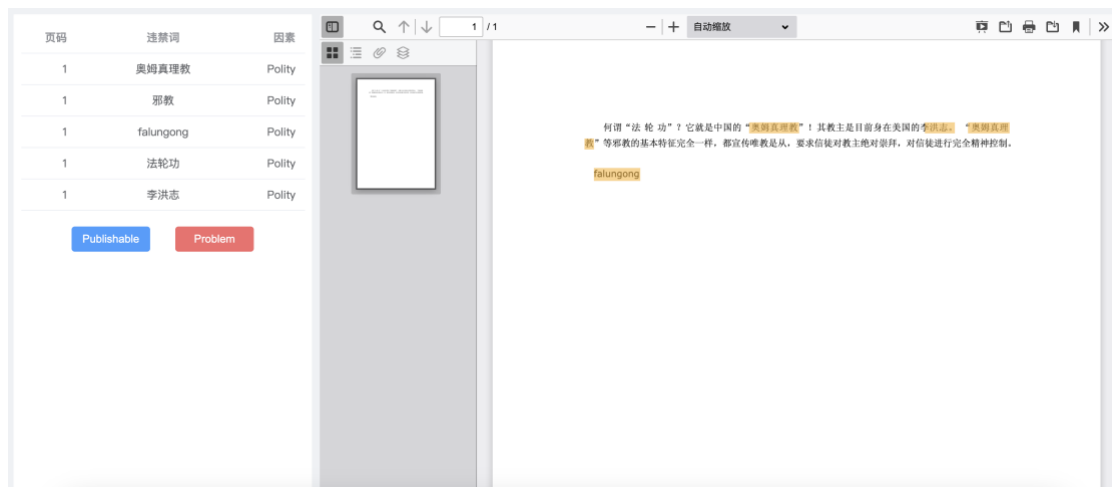 页码 违禁词 因素
1 奥姆真理教 Polity
1 邪教 Polity
1 falungong Polity
1 法轮功 Polity
1 李洪志 Polity
Publishable Problem
1 / 1
自动缩放
何谓“法 轮 功”？它就是中国的“奥姆真理教”！其教主是目前身在美国的李洪志。 “奥姆真理
教”等邪教的基本特征完全一样，都宣传唯教是从，要求信徒对教主绝对崇拜，对信徒进行完全精神控制。
falungong